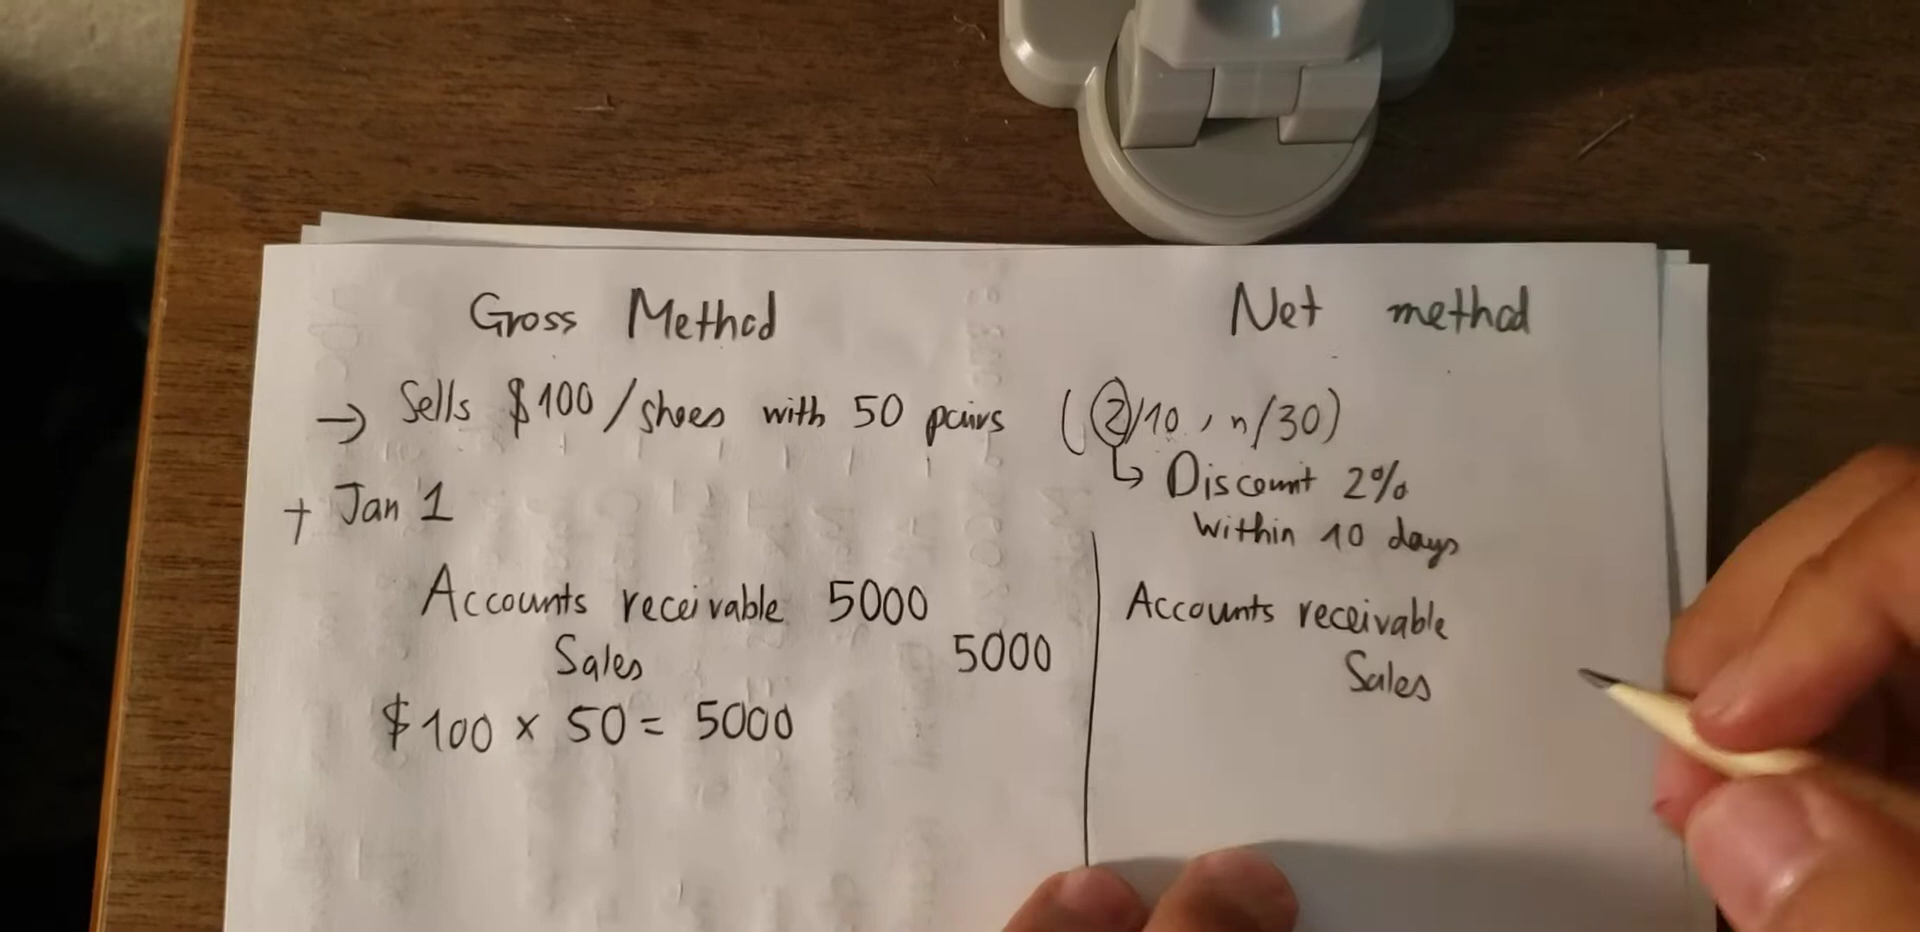 Gross Method
Net method
→ Sells $100/shoes with 50 pairs (2/10, n/30)
↳ Discount 2%
within 10 days
+ Jan 1
Accounts receivable 5000
Sales 5000
$100 × 50 = 5000
Accounts receivable
Sales